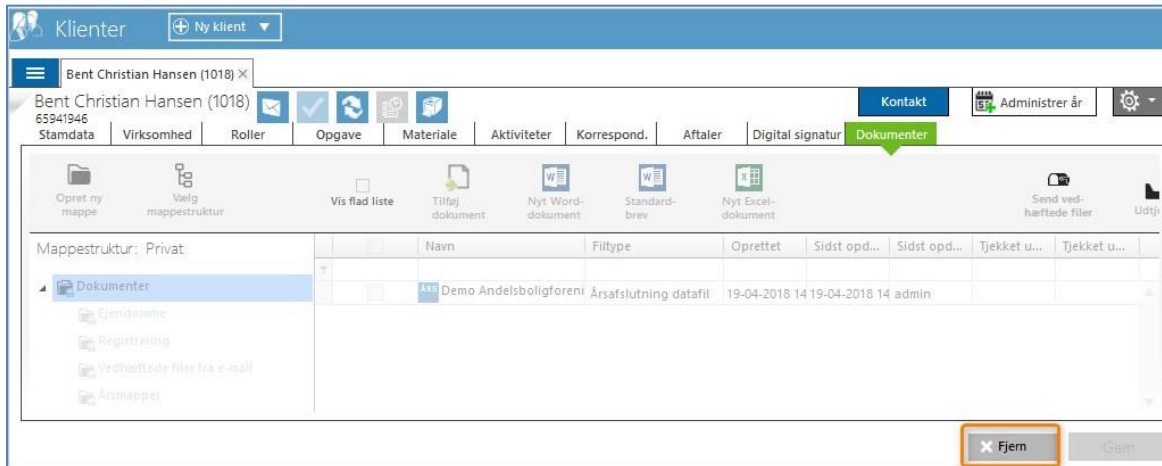 Klienter
Ny klient
Bent Christian Hansen (1018)
Bent Christian Hansen (1018)
65941946
Kontakt
Administrer år
Stamdata Virksomhed Roller Opgave Materiale Aktiviteter Korrespond. Aftaler Digital signatur Dokumenter
Opret ny mappe
Vælg mappestruktur
Vis flad liste
Tilføj dokument
Nyt Word-dokument
Standard-brev
Nyt Excel-dokument
Send ved-hæftede filer
Udtj
Mappestruktur: Privat
Navn Filtype Oprettet Sidst opd... Sidst opd... Tjekket u... Tjekket u...
Dokumenter
ÅRS Demo Andelsboligforeni Årsafslutning datafil 19-04-2018 14 19-04-2018 14 admin
Ejendomme
Registrering
Vedhæftede filer fra e-mail
Årsmapper
Fjern
Gem